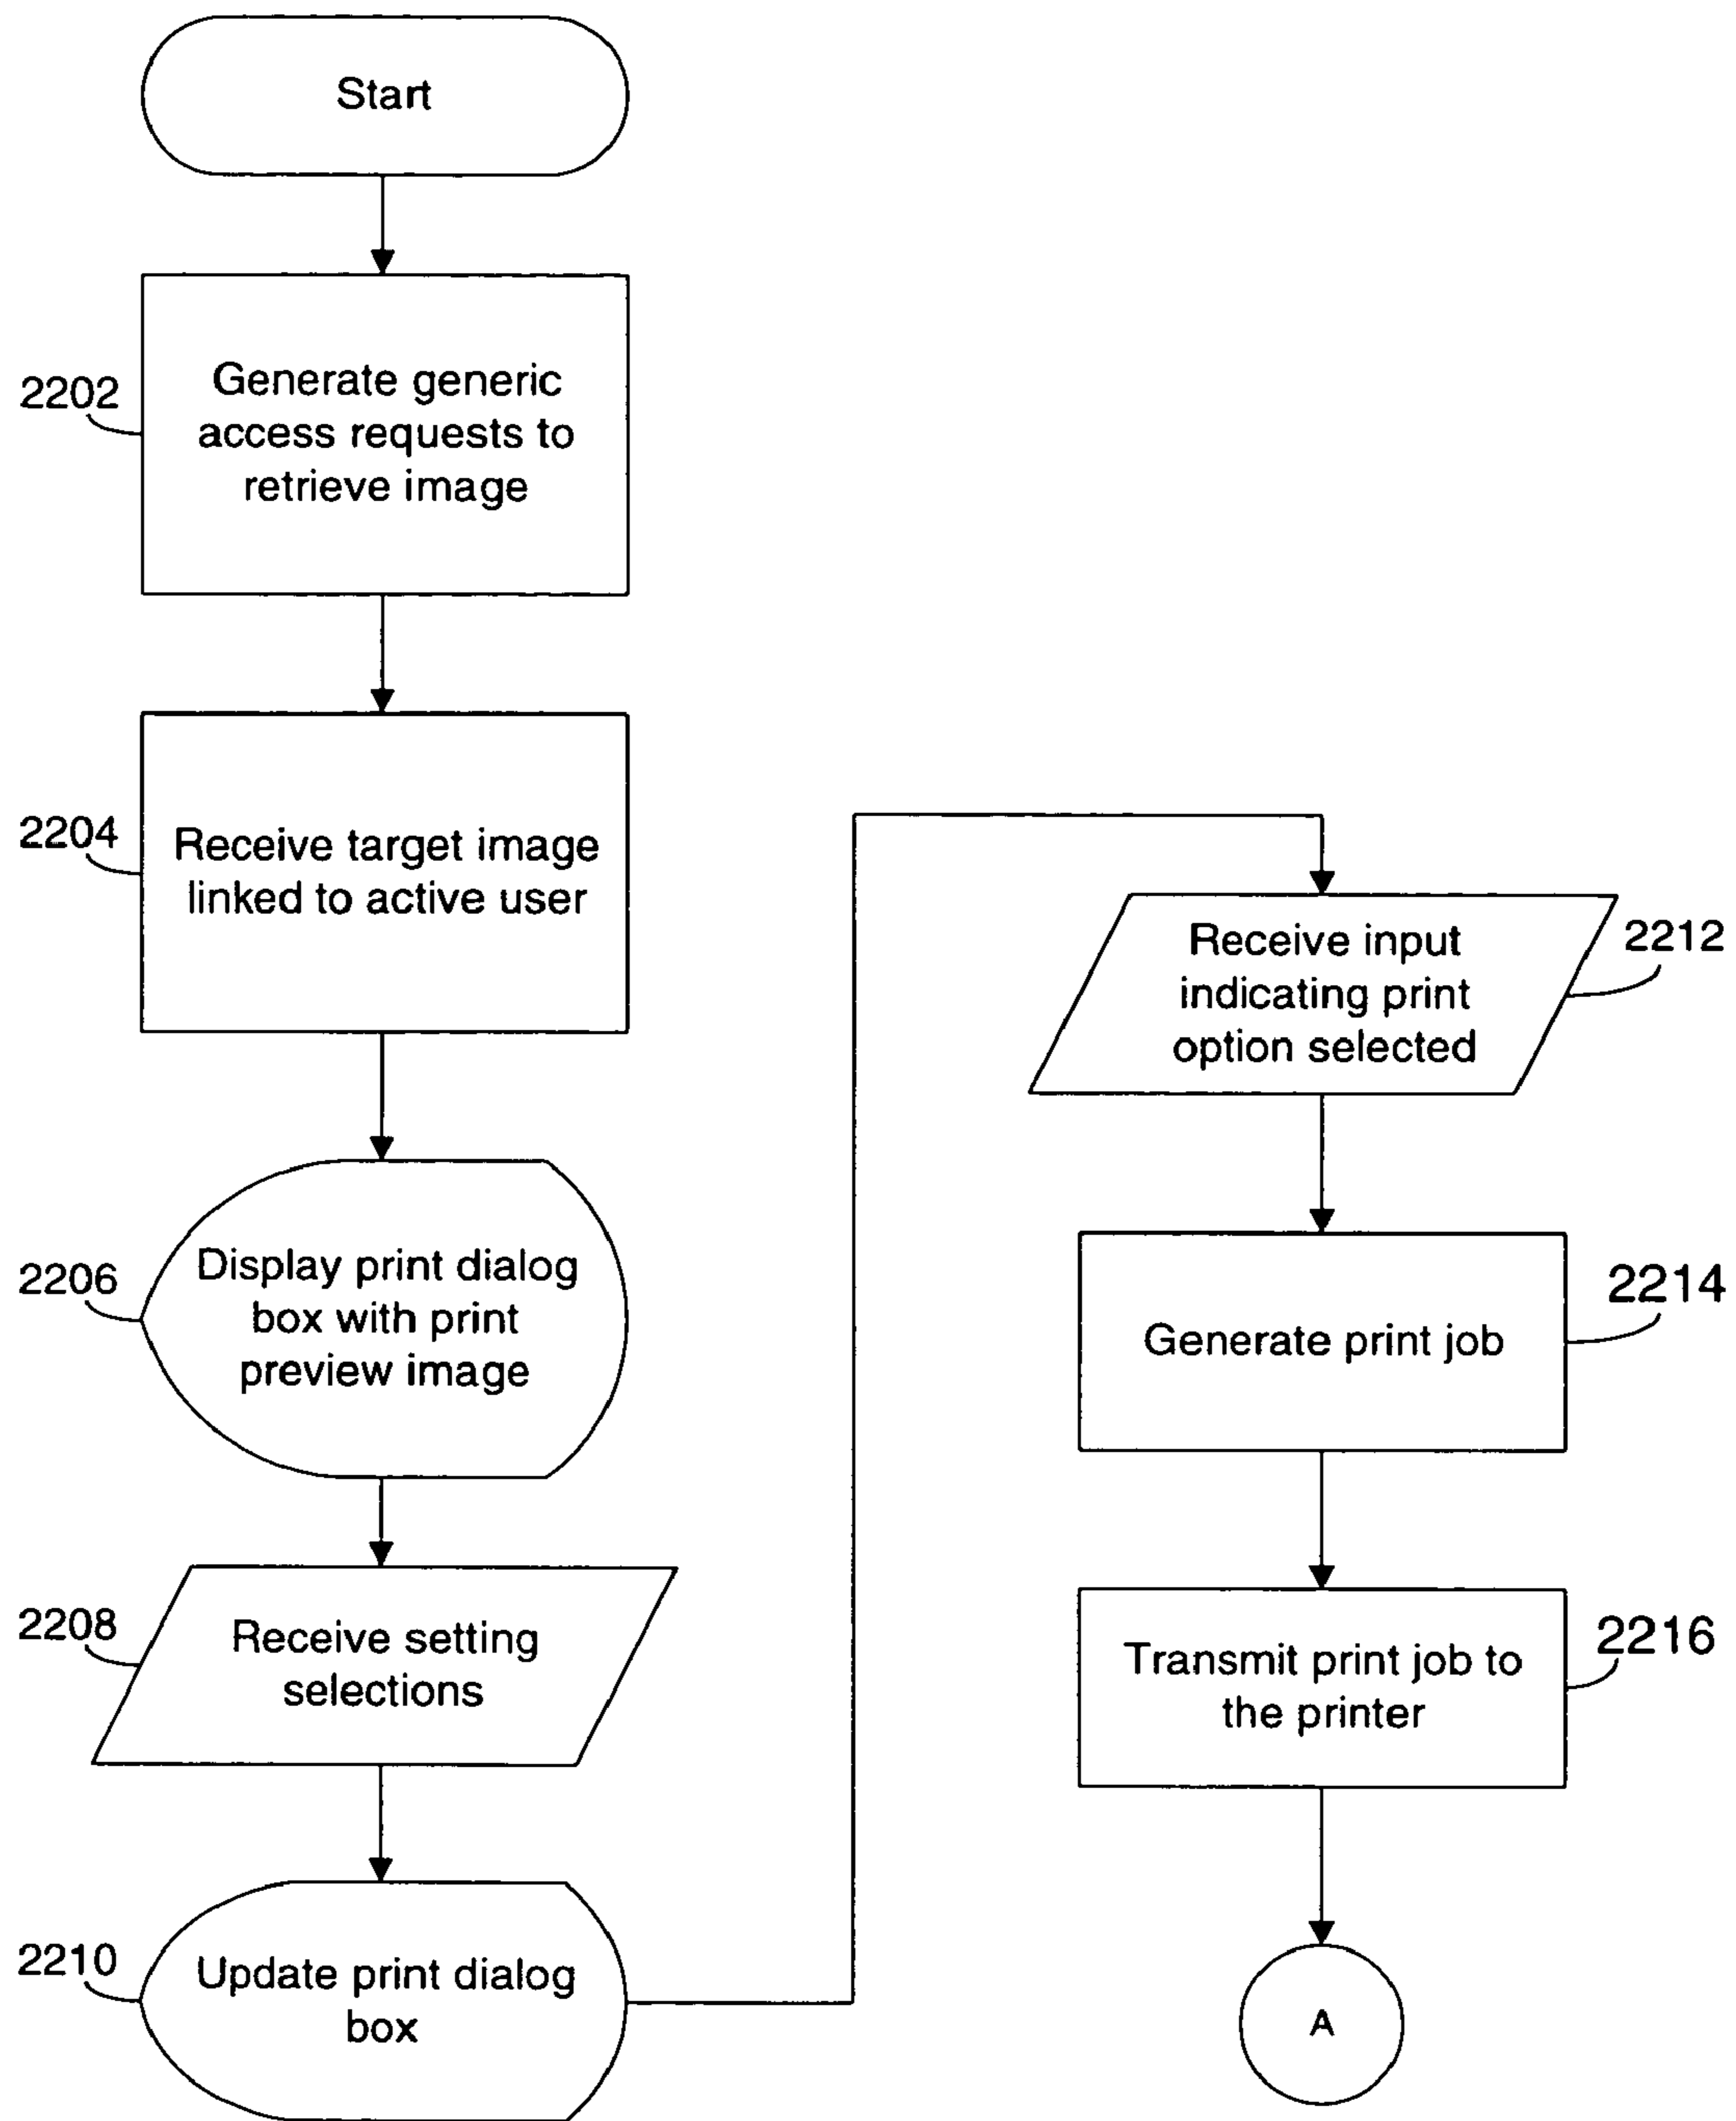 Start
2202
Generate generic
access requests to
retrieve image
2204
Receive target image
linked to active user
2206
Display print dialog
box with print
preview image
2208
Receive setting
selections
2210
Update print dialog
box
Receive input
indicating print
option selected
2212
Generate print job
2214
Transmit print job to
the printer
2216
A